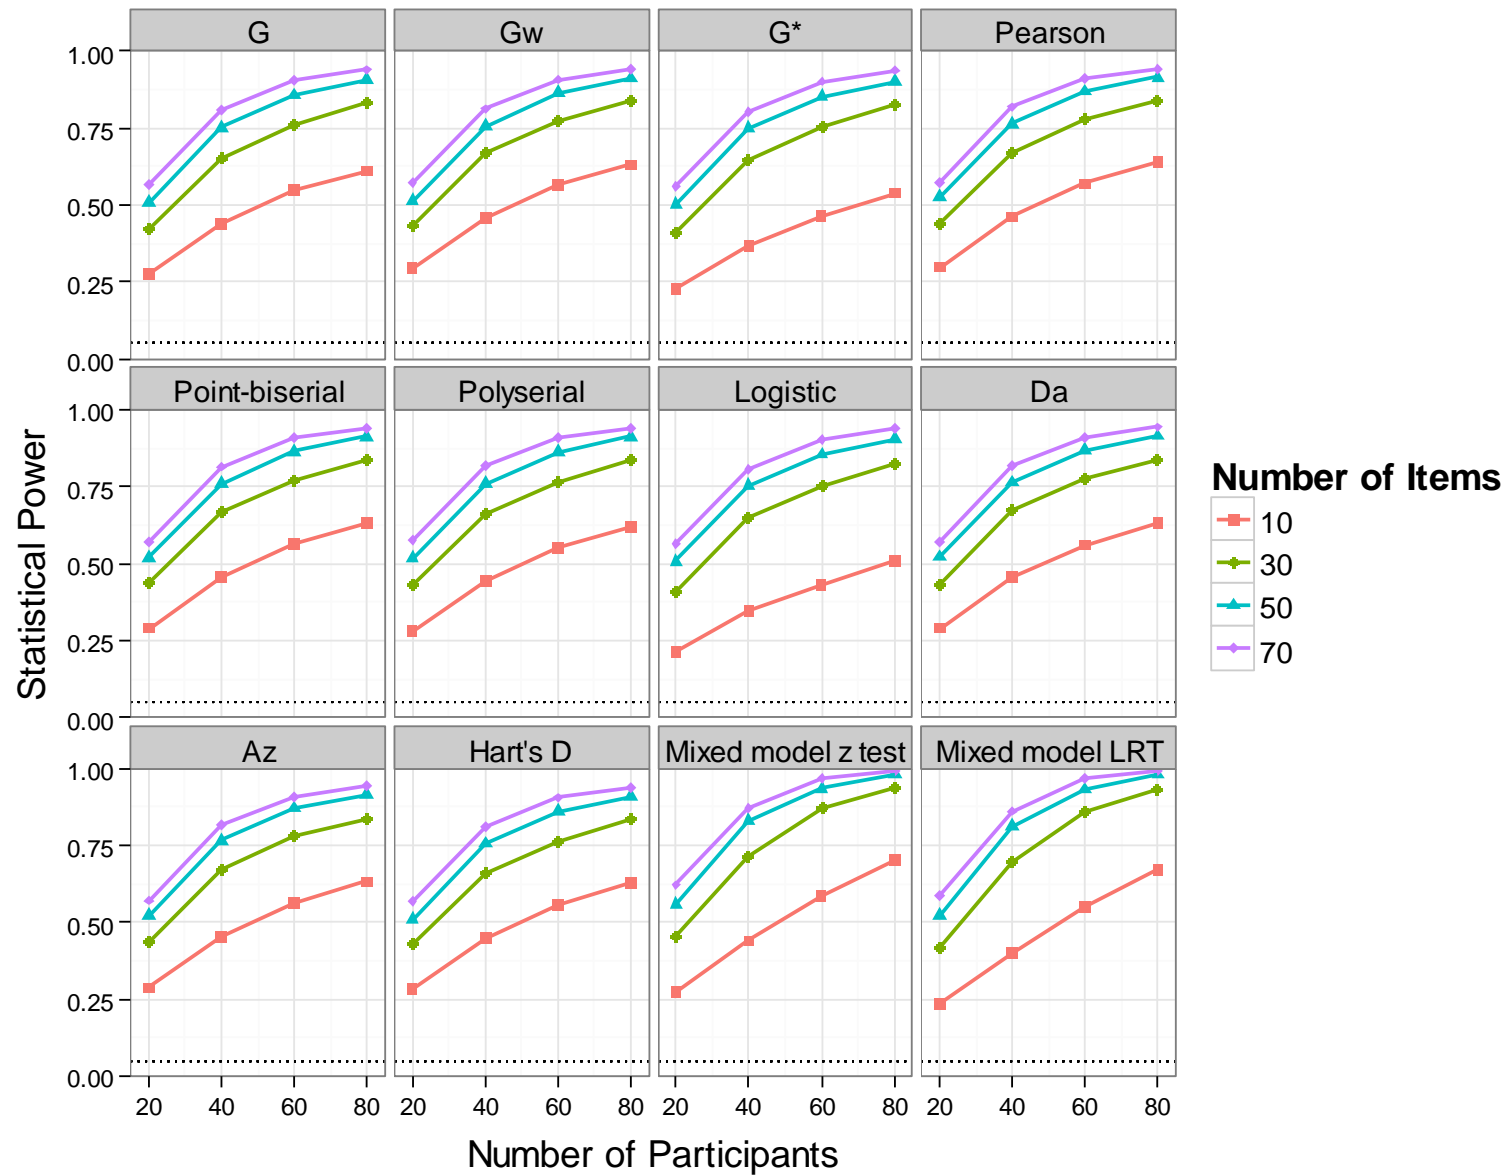 G Gw G* Pearson
1.00
0.75
0.50
0.25
0.00
Point-biserial Polyserial Logistic Da
1.00
0.75
0.50
0.25
0.00
Az Hart's D Mixed model z test Mixed model LRT
1.00
0.75
0.50
0.25
0.00
20 40 60 80 20 40 60 80 20 40 60 80 20 40 60 80
Number of Participants
Statistical Power
Number of Items
10
30
50
70